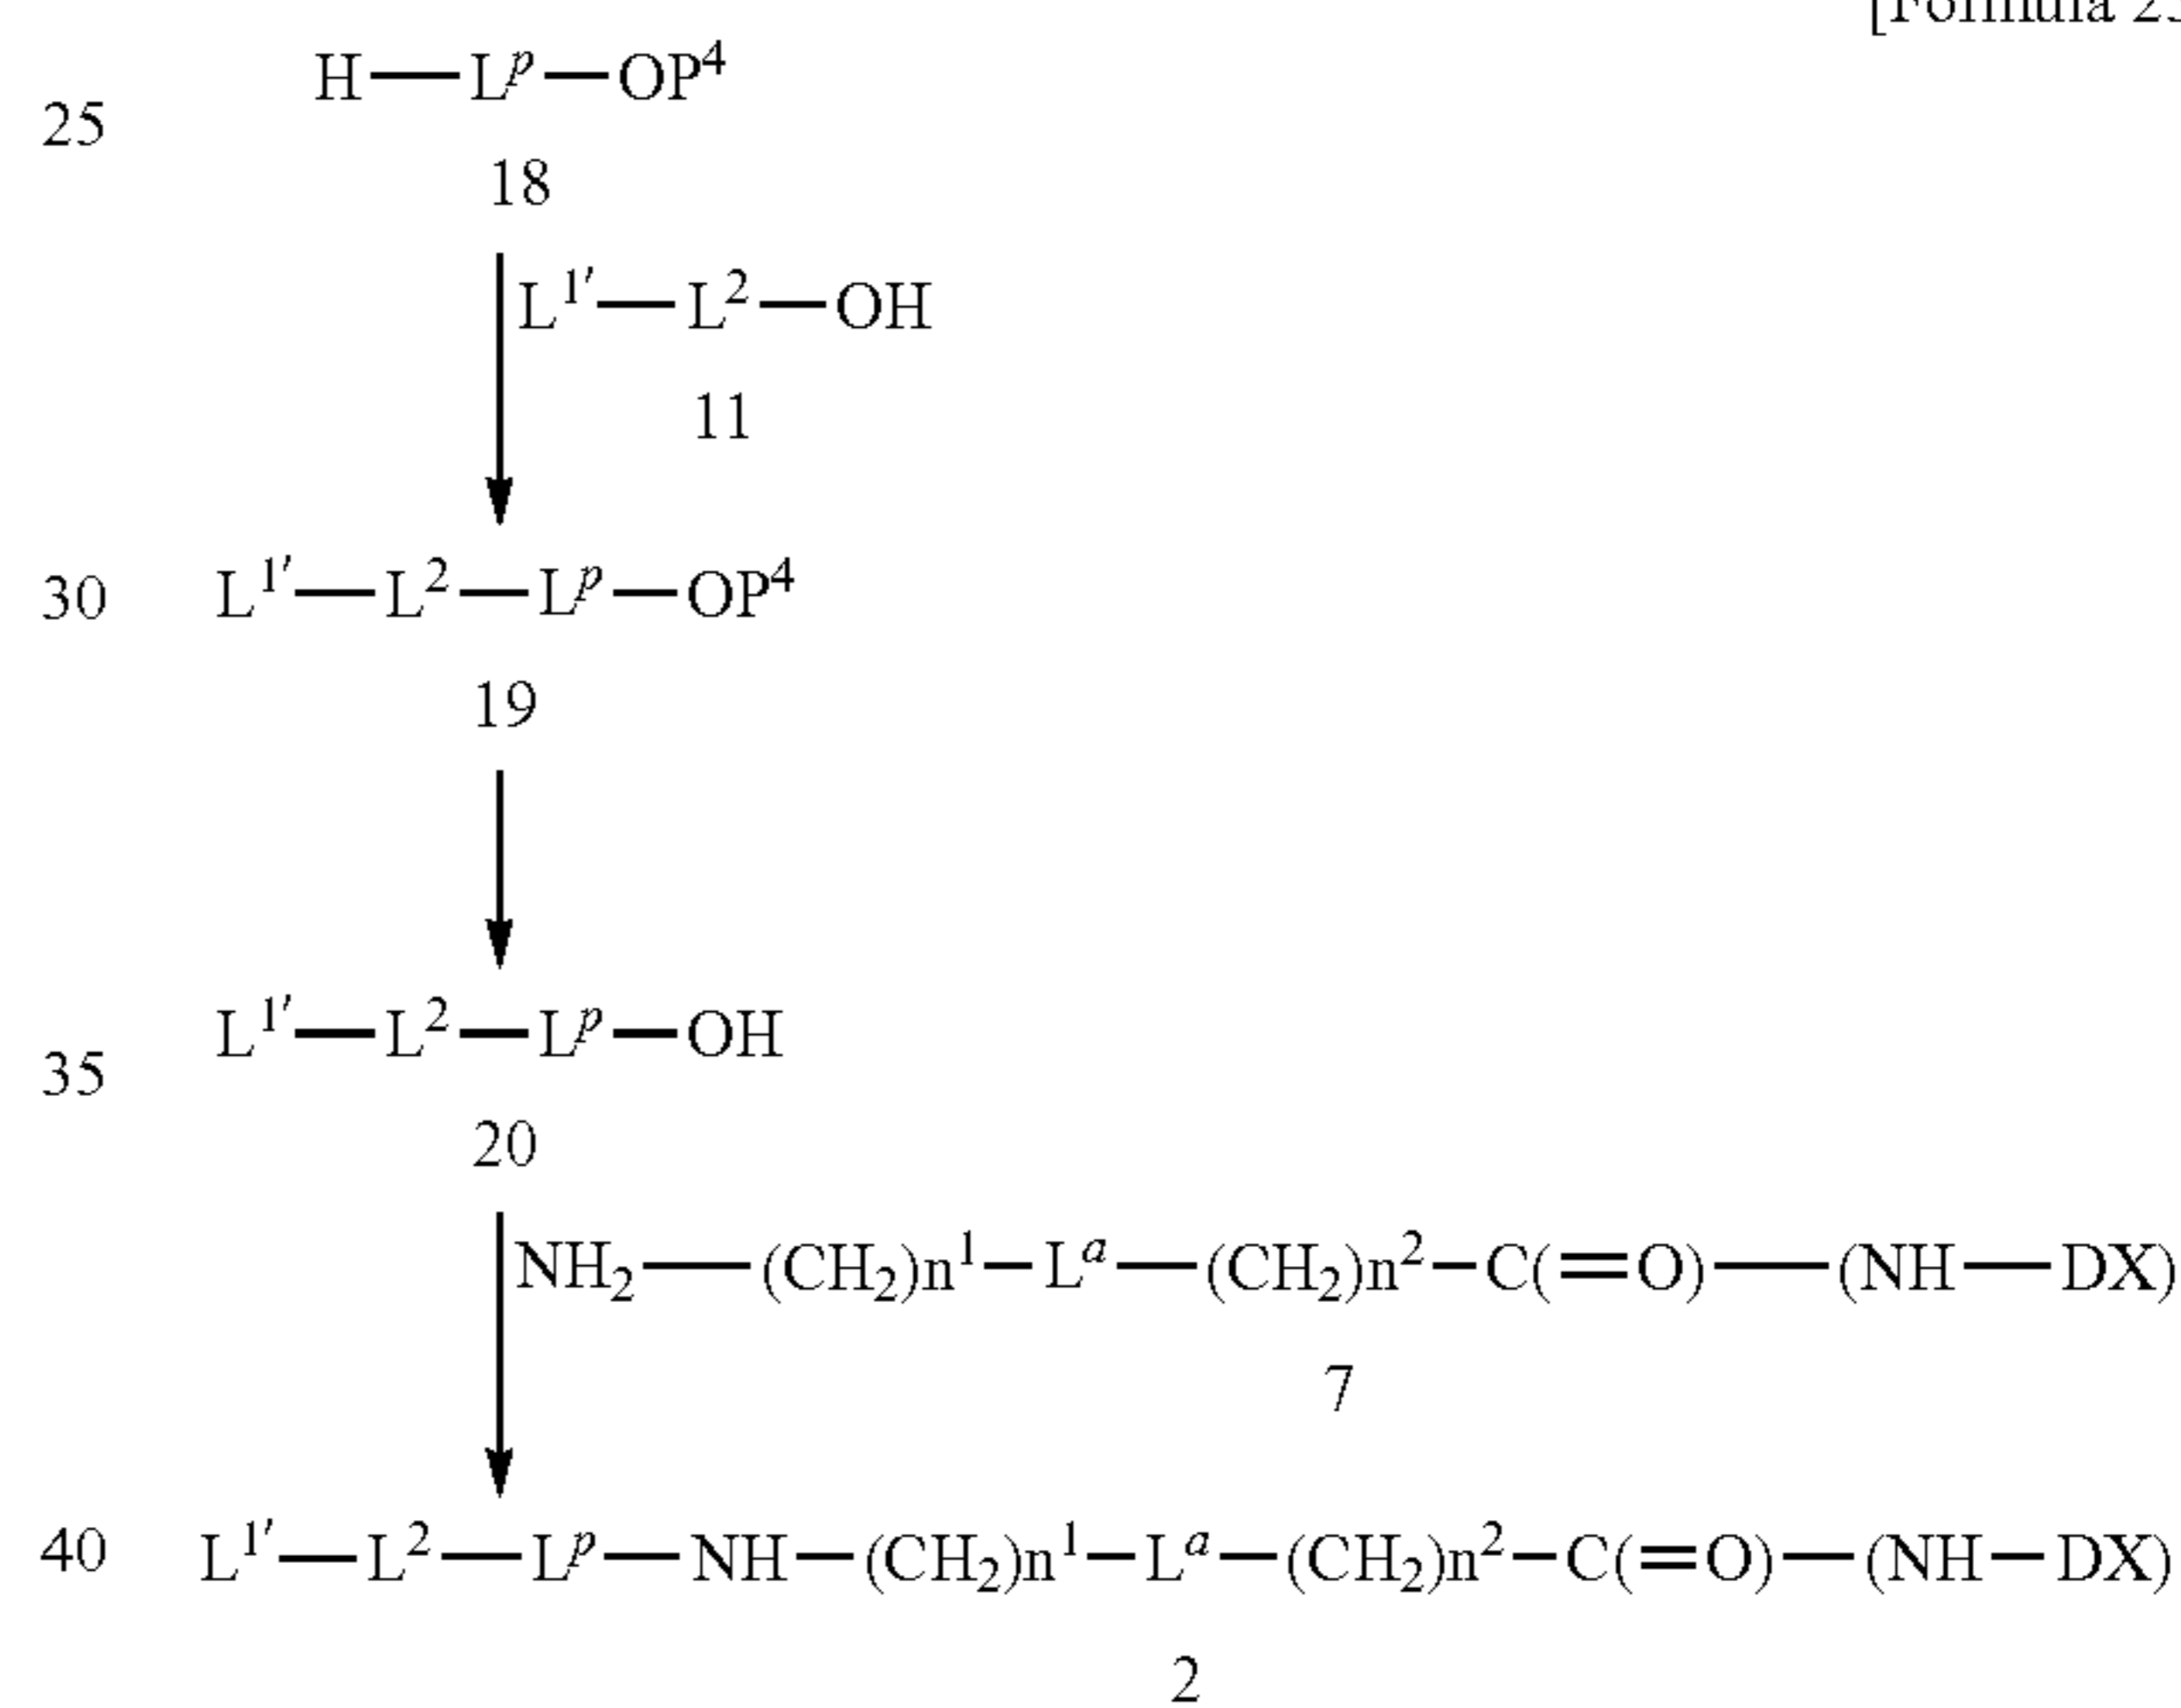 [Formula 23
H—L^p—OP^4
25
18
L^1'—L^2—OH
11
30 L^1'—L^2—L^p—OP^4
19
L^1'—L^2—L^p—OH
35
20
NH_2—(CH_2)n^1—L^a—(CH_2)n^2—C(=O)—(NH—DX)
7
40 L^1'—L^2—L^p—NH—(CH_2)n^1—L^a—(CH_2)n^2—C(=O)—(NH—DX)
2